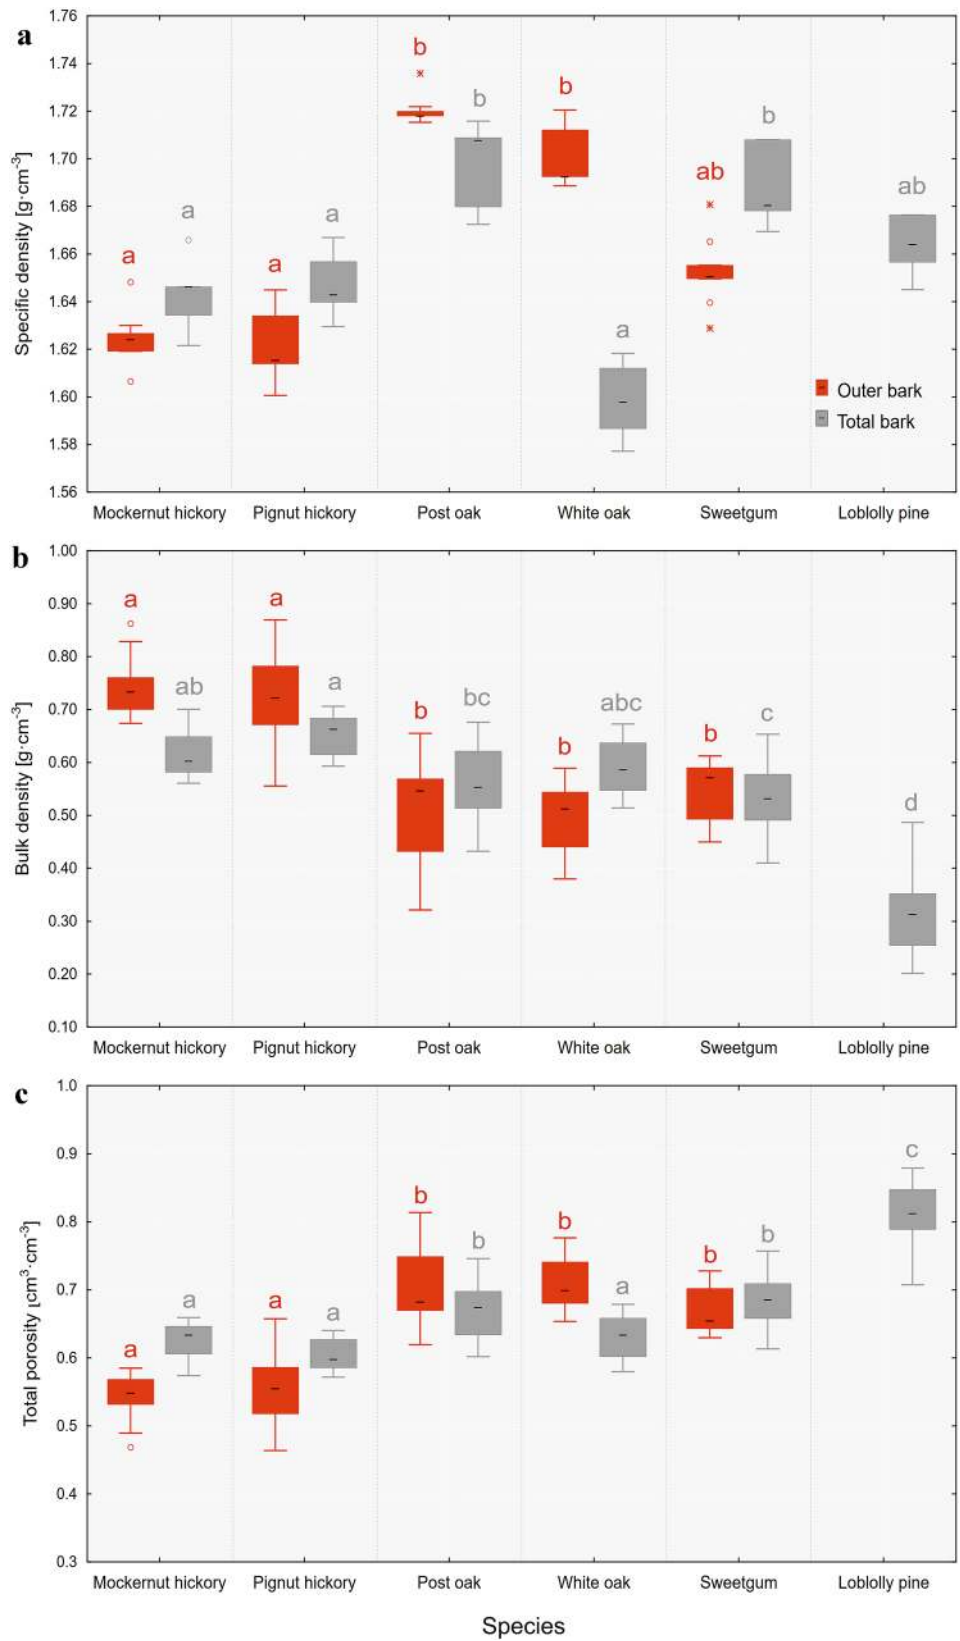 a
1.76
1.74
1.72
1.70
1.68
1.66
1.64
1.62
1.60
1.58
1.56
Specific density [g·cm-3]
a a a a b b b a ab b ab
Outer bark
Total bark
Mockernut hickory Pignut hickory Post oak White oak Sweetgum Loblolly pine
b
1.00
0.90
0.80
0.70
0.60
0.50
0.40
0.30
0.20
0.10
Bulk density [g·cm-3]
a ab a a b bc b abc b c d
Mockernut hickory Pignut hickory Post oak White oak Sweetgum Loblolly pine
c
1.0
0.9
0.8
0.7
0.6
0.5
0.4
0.3
Total porosity [cm3·cm-3]
a a a a b b b a b b c
Mockernut hickory Pignut hickory Post oak White oak Sweetgum Loblolly pine
Species